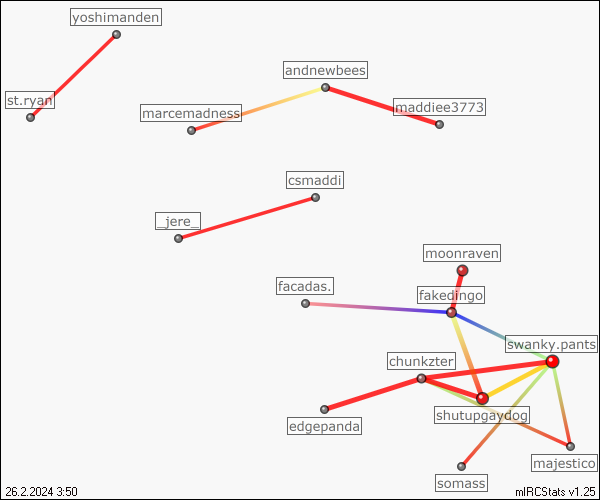 yoshimanden
st.ryan
andnewbees
marcemadness
maddiee3773
csmaddi
_jere_
moonraven
facadas.
fakedingo
swanky.pants
chunkzter
shutupgaydog
edgepanda
majestico
somass
26.2.2024 3:50
mIRCStats v1.25